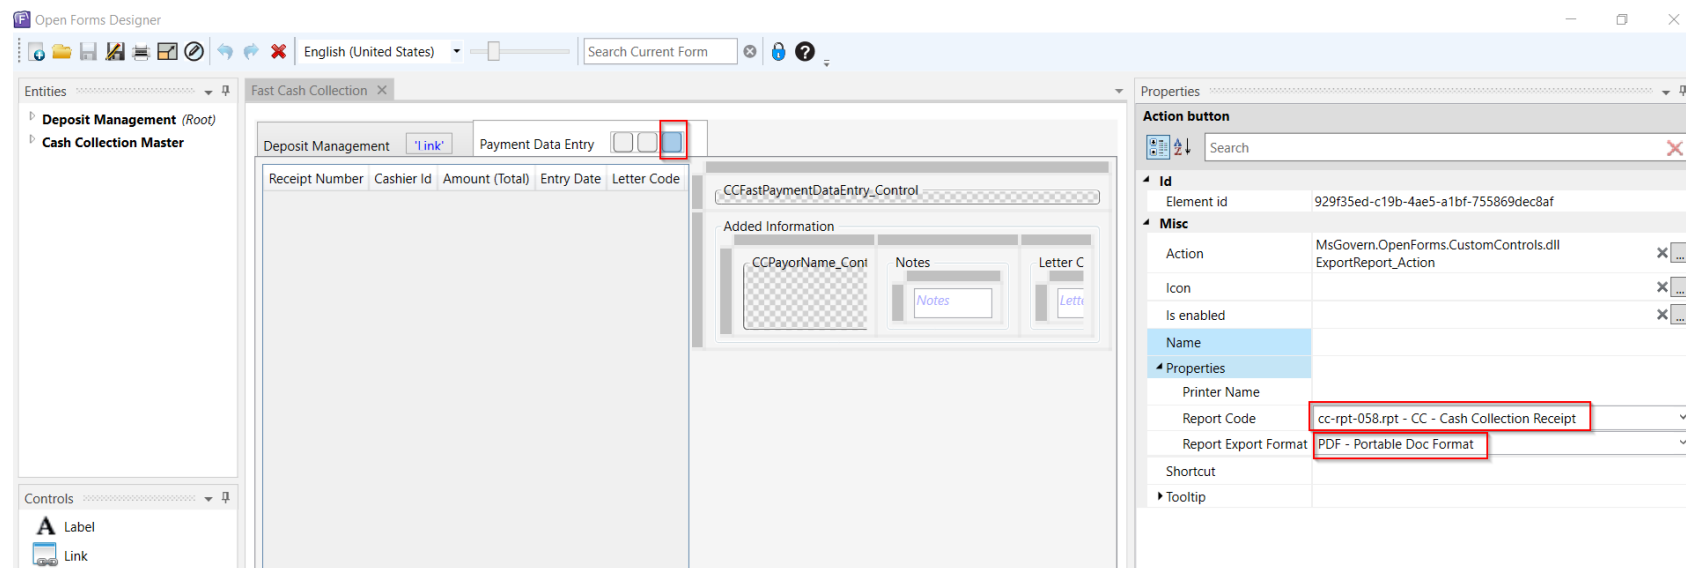 Open Forms Designer
English (United States)
Search Current Form
Entities
Deposit Management (Root)
Cash Collection Master
Controls
Label
Link
Fast Cash Collection
Deposit Management
'Link'
Payment Data Entry
Receipt Number Cashier Id Amount (Total) Entry Date Letter Code
CCFastPaymentDataEntry_Control
Added Information
CCPayorName_Cont
Notes
Letter C
Notes
Lette
Properties
Action button
Search
Id
Element id 929f35ed-c19b-4ae5-a1bf-755869dec8af
Misc
Action MsGovern.OpenForms.CustomControls.dll
ExportReport_Action
Icon
Is enabled
Name
Properties
Printer Name
Report Code cc-rpt-058.rpt - CC - Cash Collection Receipt
Report Export Format PDF - Portable Doc Format
Shortcut
Tooltip